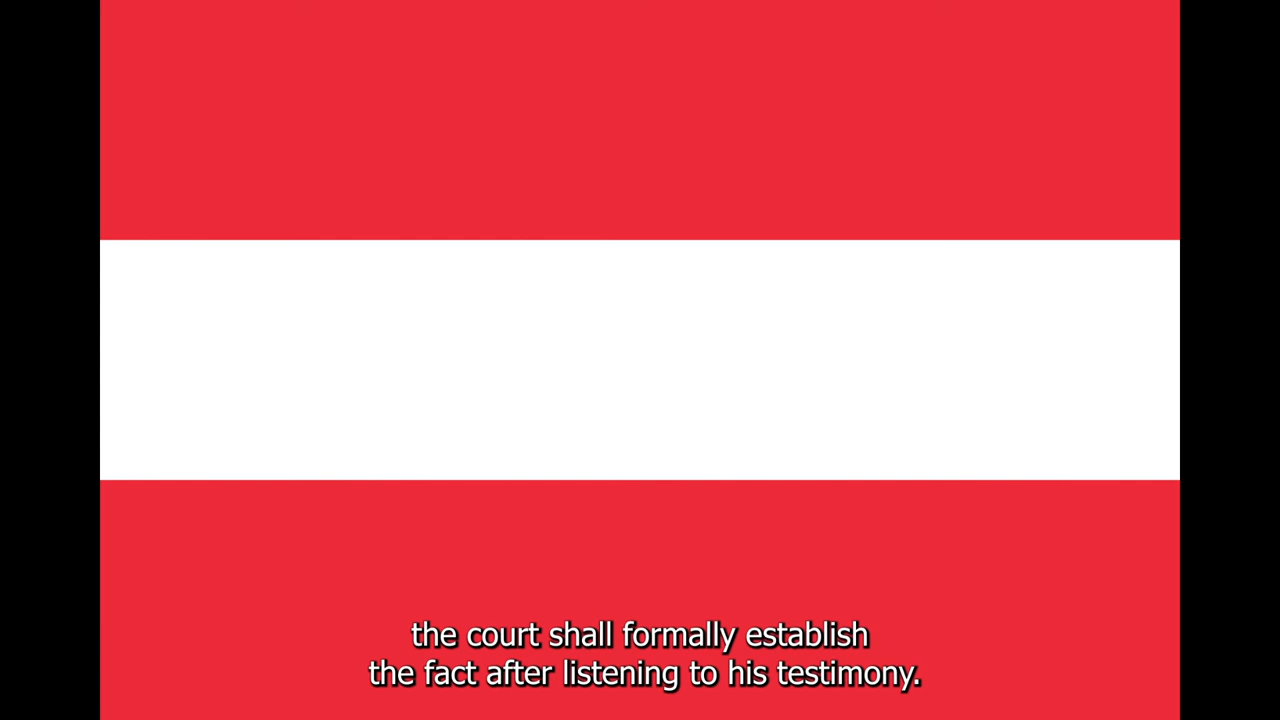 the court shall formally establish
the fact after listening to his testimony.